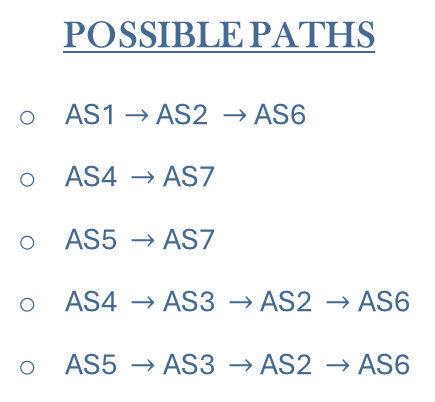 POSSIBLE PATHS
○ AS1 → AS2 → AS6
○ AS4 → AS7
○ AS5 → AS7
○ AS4 → AS3 → AS2 → AS6
○ AS5 → AS3 → AS2 → AS6